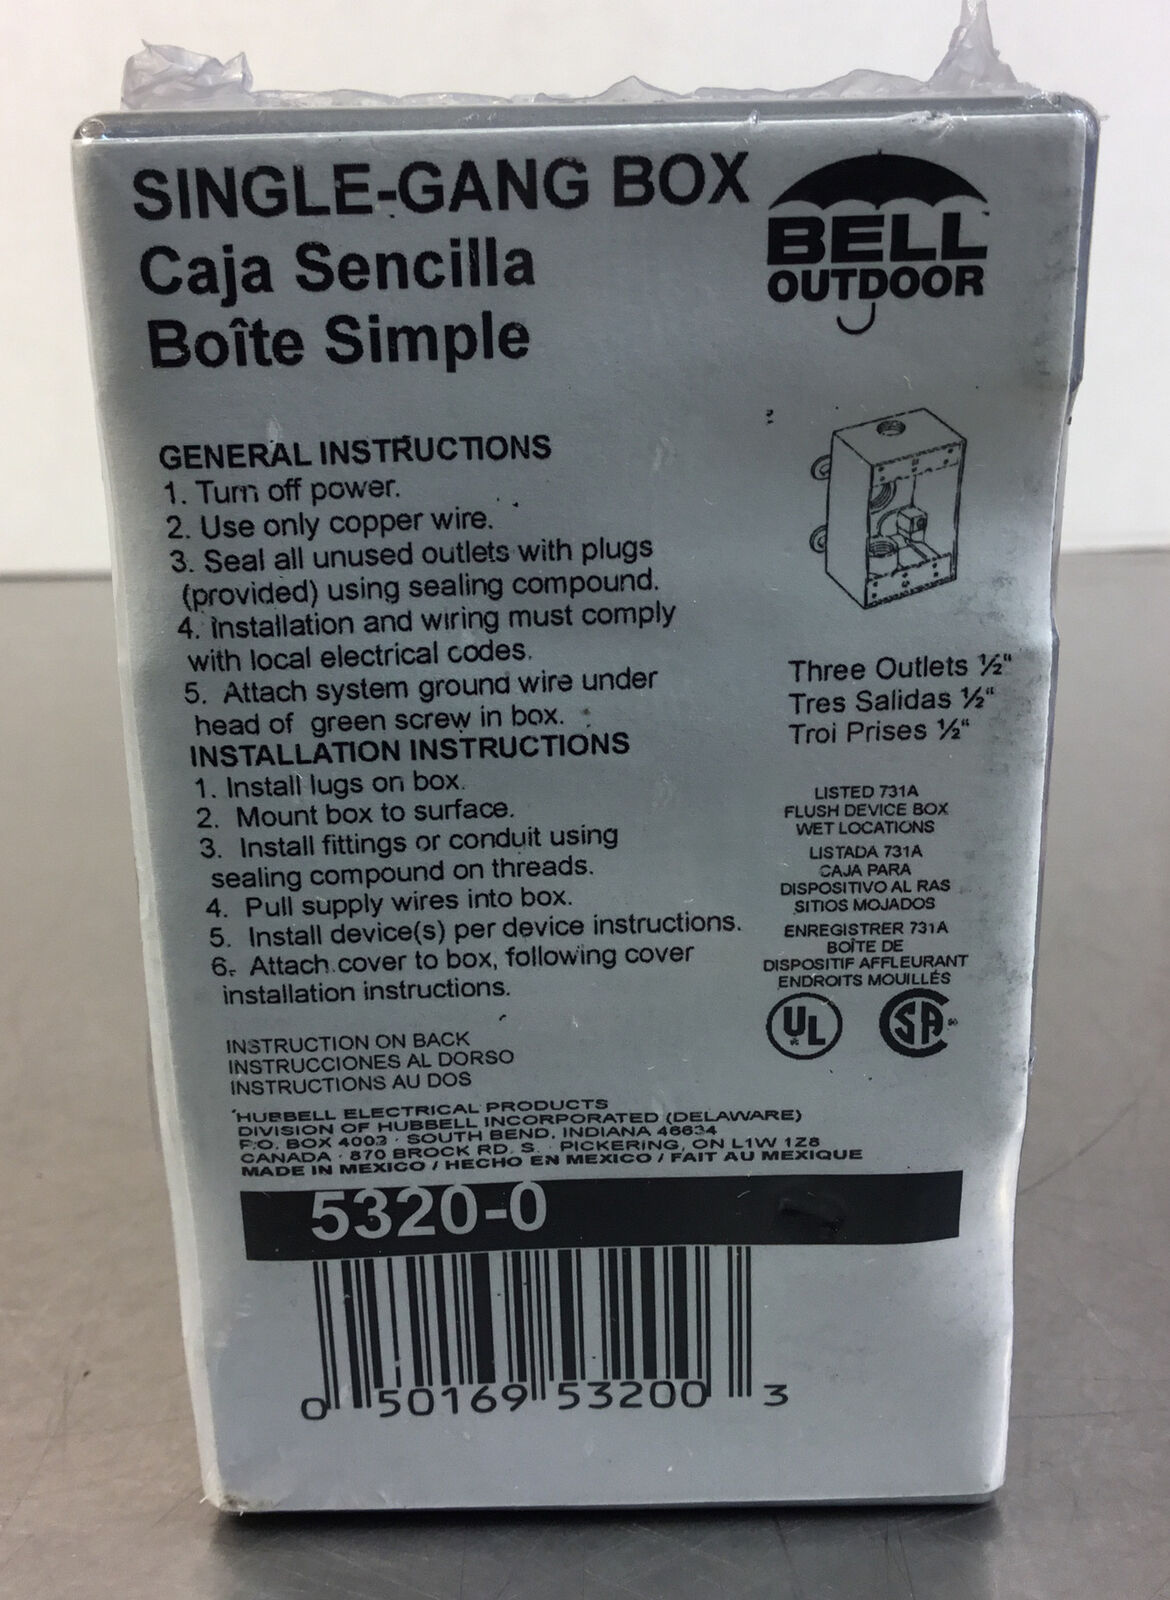 SINGLE-GANG BOX
Caja Sencilla
Boîte Simple
BELL
OUTDOOR
GENERAL INSTRUCTIONS
1. Turn off power.
2. Use only copper wire.
3. Seal all unused outlets with plugs
(provided) using sealing compound.
4. Installation and wiring must comply
with local electrical codes.
5. Attach system ground wire under
head of green screw in box.
INSTALLATION INSTRUCTIONS
1. Install lugs on box.
2. Mount box to surface.
3. Install fittings or conduit using
sealing compound on threads.
4. Pull supply wires into box.
5. Install device(s) per device instructions.
6. Attach cover to box, following cover
installation instructions.
Three Outlets ½"
Tres Salidas ½"
Troi Prises ½"
LISTED 731A
FLUSH DEVICE BOX
WET LOCATIONS
LISTADA 731A
CAJA PARA
DISPOSITIVO AL RAS
SITIOS MOJADOS
ENREGISTRER 731A
BOÎTE DE
DISPOSITIF AFFLEURANT
ENDROITS MOUILLÉS
UL
SA
INSTRUCTION ON BACK
INSTRUCCIONES AL DORSO
INSTRUCTIONS AU DOS
HUBBELL ELECTRICAL PRODUCTS
DIVISION OF HUBBELL INCORPORATED (DELAWARE)
P.O. BOX 4003 · SOUTH BEND, INDIANA 46634
CANADA · 870 BROCK RD. S. · PICKERING, ON L1W 1Z8
MADE IN MEXICO / HECHO EN MEXICO / FAIT AU MEXIQUE
5320-0
0 50169 53200 3